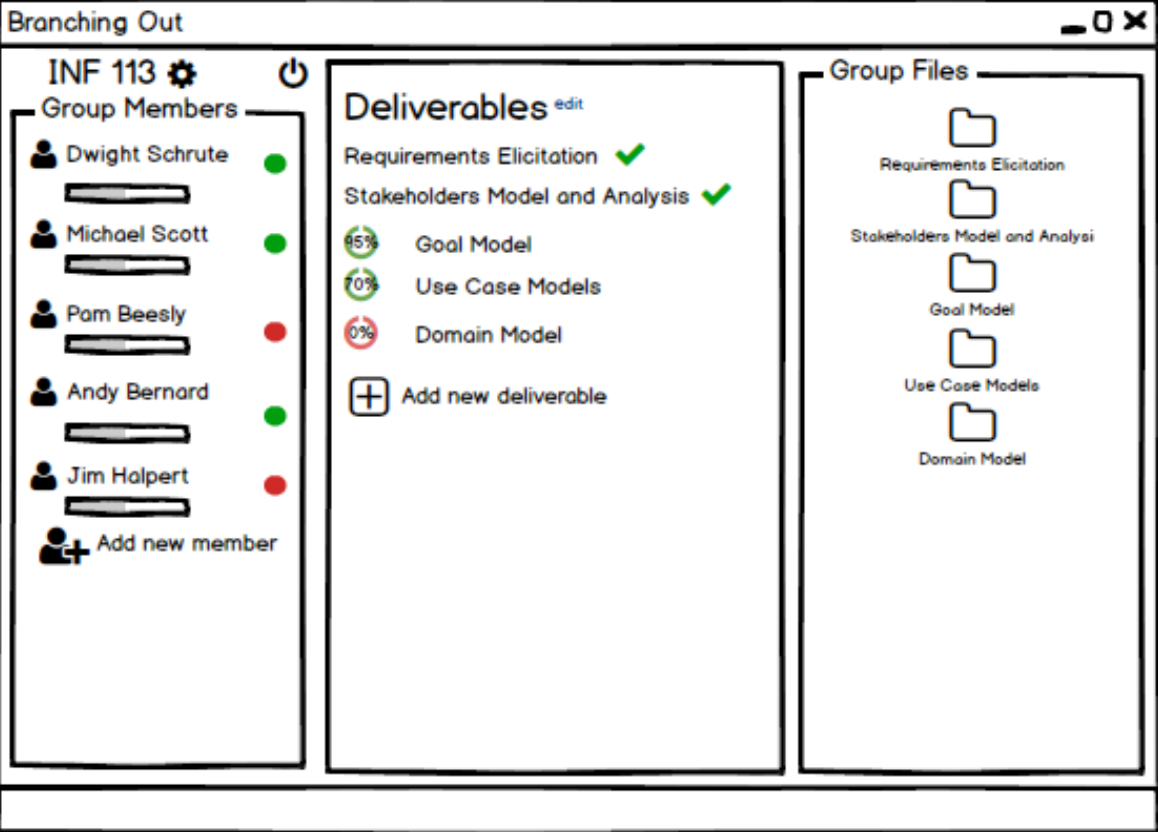 Branching Out
INF 113
Group Members
Dwight Schrute
Michael Scott
Pam Beesly
Andy Bernard
Jim Halpert
Add new member
Deliverables edit
Requirements Elicitation
Stakeholders Model and Analysis
95% Goal Model
70% Use Case Models
0% Domain Model
Add new deliverable
Group Files
Requirements Elicitation
Stakeholders Model and Analysi
Goal Model
Use Case Models
Domain Model